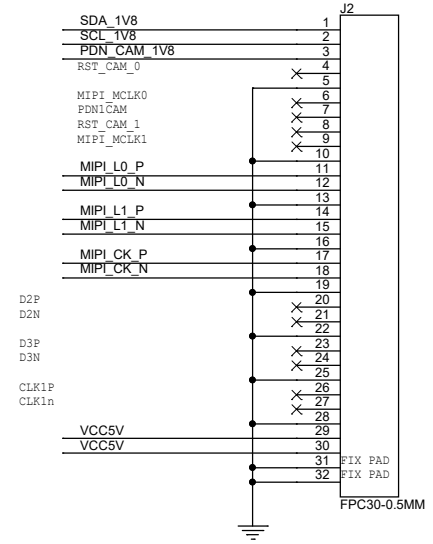 J2
SDA_1V8 1
SCL_1V8 2
PDN_CAM_1V8 3
RST_CAM_0 4
5
MIPI_MCLK0 6
PDN1CAM 7
RST_CAM_1 8
MIPI_MCLK1 9
10
MIPI_L0_P 11
MIPI_L0_N 12
13
MIPI_L1_P 14
MIPI_L1_N 15
16
MIPI_CK_P 17
MIPI_CK_N 18
19
D2P 20
D2N 21
22
D3P 23
D3N 24
25
CLK1P 26
CLK1n 27
28
VCC5V 29
VCC5V 30
31 FIX PAD
32 FIX PAD
FPC30-0.5MM